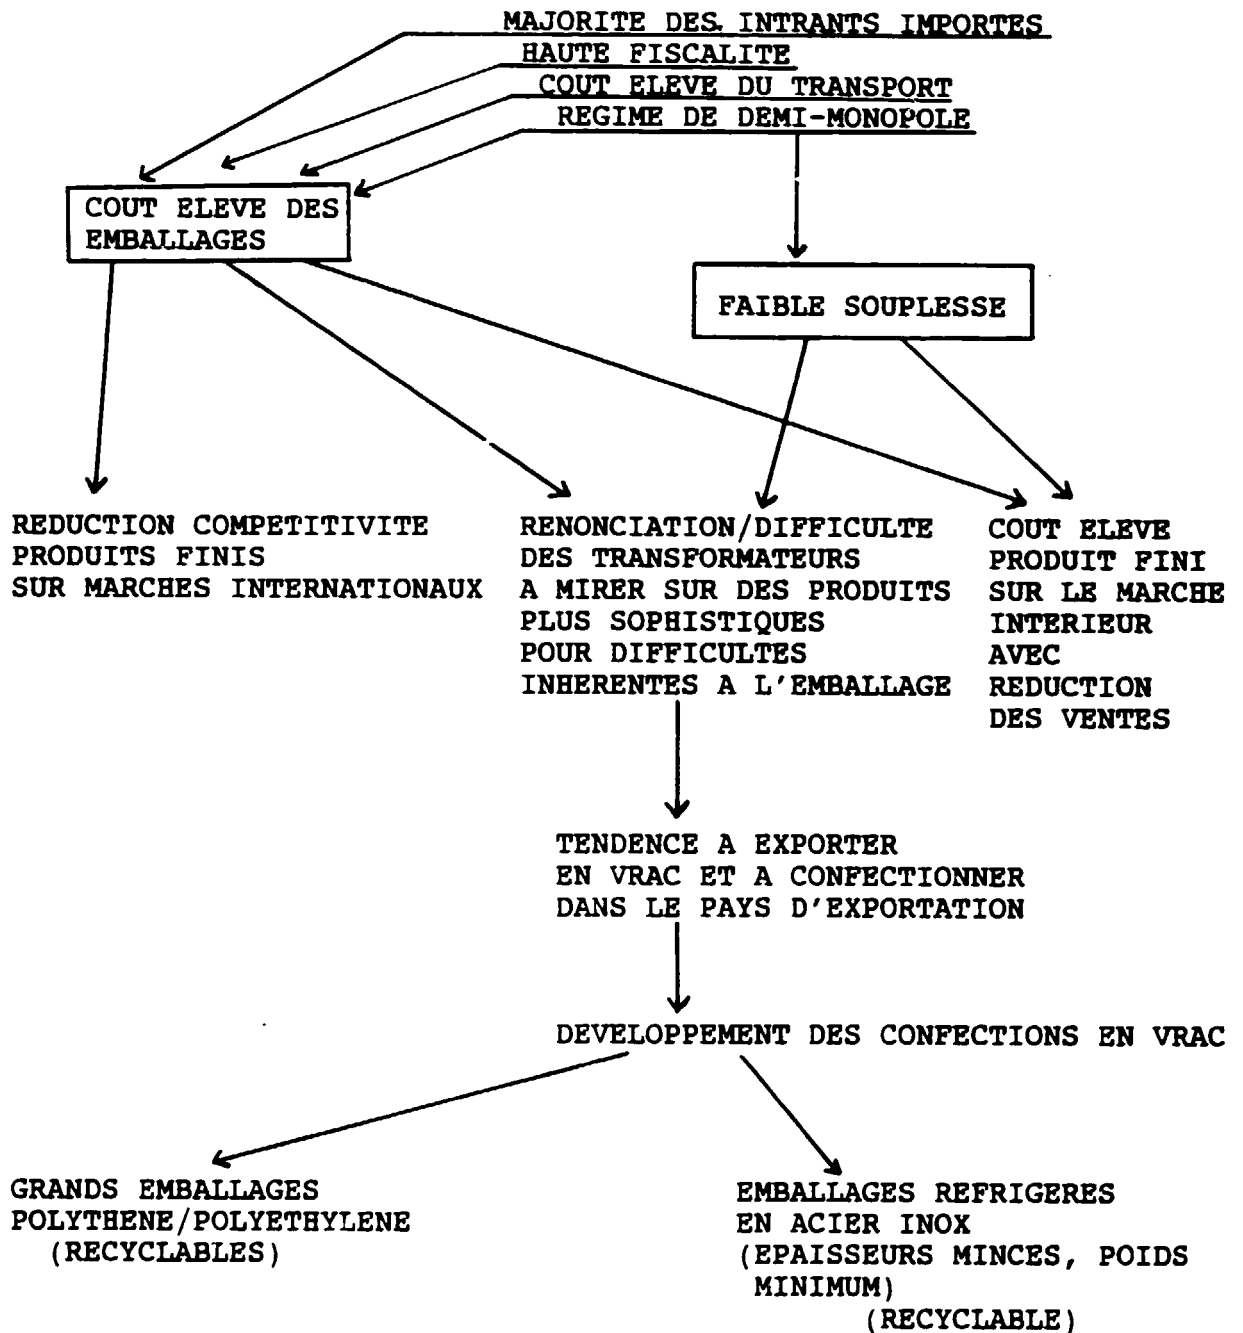 MAJORITE DES INTRANTS IMPORTES
HAUTE FISCALITE
COUT ELEVE DU TRANSPORT
REGIME DE DEMI-MONOPOLE
COUT ELEVE DES
EMBALLAGES
FAIBLE SOUPLESSE
REDUCTION COMPETITIVITE
PRODUITS FINIS
SUR MARCHES INTERNATIONAUX
RENONCIATION/DIFFICULTE
DES TRANSFORMATEURS
A MIRER SUR DES PRODUITS
PLUS SOPHISTIQUES
POUR DIFFICULTES
INHERENTES A L'EMBALLAGE
COUT ELEVE
PRODUIT FINI
SUR LE MARCHE
INTERIEUR
AVEC
REDUCTION
DES VENTES
TENDENCE A EXPORTER
EN VRAC ET A CONFECTIONNER
DANS LE PAYS D'EXPORTATION
DEVELOPPEMENT DES CONFECTIONS EN VRAC
GRANDS EMBALLAGES
POLYTHENE/POLYETHYLENE
(RECYCLABLES)
EMBALLAGES REFRIGERES
EN ACIER INOX
(EPAISSEURS MINCES, POIDS
MINIMUM)
(RECYCLABLE)